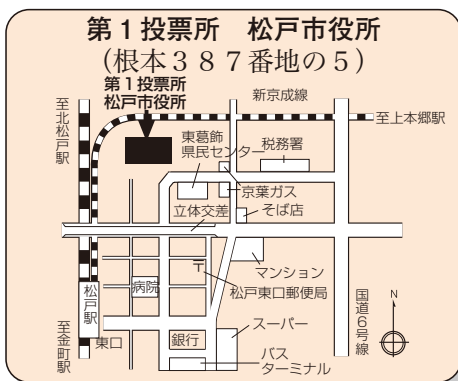 第1投票所　松戸市役所
（根本３８７番地の５）
第１投票所
松戸市役所
新京成線
至北松戸駅
至上本郷駅
東葛飾
県民センター
税務署
京葉ガス
立体交差
そば店
〒
マンション
松戸東口郵便局
病院
松戸駅
国道６号線
N
至金町駅
東口
銀行
スーパー
バス
ターミナル